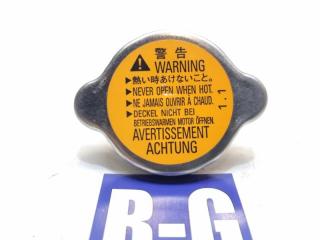 警告
WARNING
▶熱い時あけないこと。
▶NEVER OPEN WHEN HOT.
▶NE JAMAIS OUVRIR À CHAUD.
▶DECKEL NICHT BEI
BETRIEBSWARMEN MOTOR ÖFFNEN.
AVERTISSEMENT
ACHTUNG
1.1
R-G